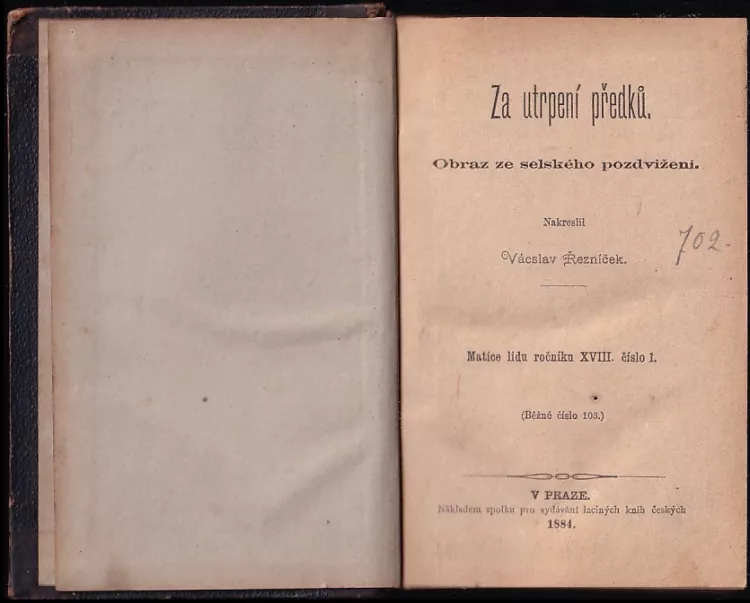 Za utrpení předků.
Obraz ze selského pozdvižení.
Nakreslil
Vácslav Řezníček.
702.
Matice lidu ročníku XVIII. číslo 1.
(Běžné číslo 103.)
V PRAZE.
Nákladem spolku pro vydávání laciných knih českých
1884.